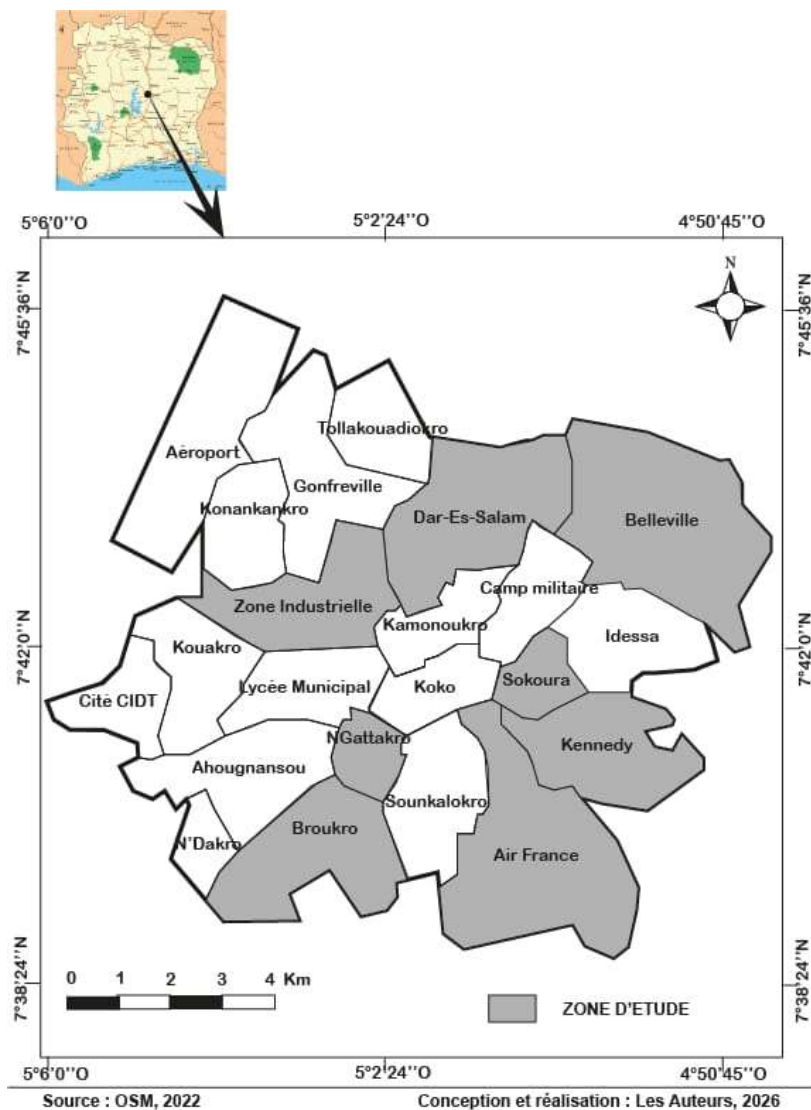 5°6'0''O 5°2'24''O 4°50'45''O
7°45'36''N 7°45'36''N
N
Tollakouadiokro
Aéroport
Gonfreville
Konankankro
Dar-Es-Salam
Belleville
Camp militaire
Zone Industrielle
Kamonoukro
Idessa
7°42'0''N 7°42'0''N
Kouakro
Sokoura
Cité CIDT
Lycée Municipal
Koko
NGattakro
Kennedy
Ahougnansou
Sounkalokro
Broukro
N'Dakro
Air France
7°38'24''N 7°38'24''N
0 1 2 3 4 Km
ZONE D'ETUDE
5°6'0''O 5°2'24''O 4°50'45''O
Source : OSM, 2022 Conception et réalisation : Les Auteurs, 2026